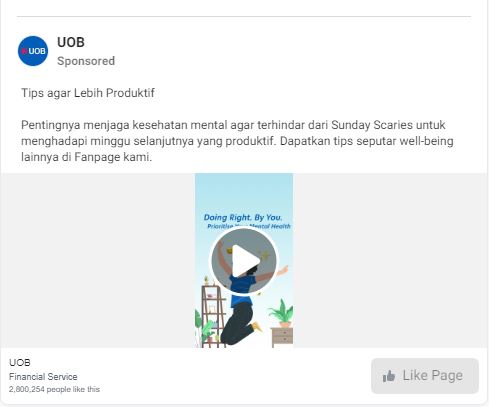 UOB
UOB
Sponsored
Tips agar Lebih Produktif
Pentingnya menjaga kesehatan mental agar terhindar dari Sunday Scaries untuk
menghadapi minggu selanjutnya yang produktif. Dapatkan tips seputar well-being
lainnya di Fanpage kami.
Doing Right. By You.
Prioritise Your Mental Health
UOB
Financial Service
2,800,254 people like this
Like Page